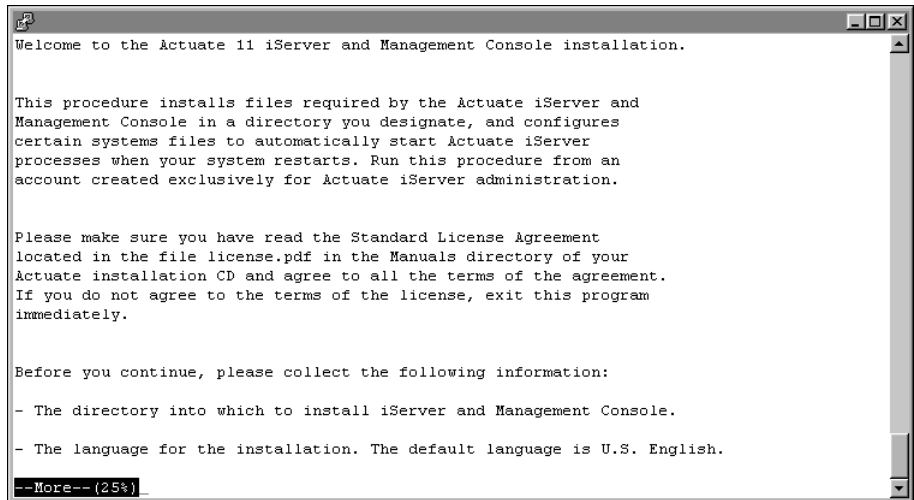 Welcome to the Actuate 11 iServer and Management Console installation.
This procedure installs files required by the Actuate iServer and
Management Console in a directory you designate, and configures
certain systems files to automatically start Actuate iServer
processes when your system restarts. Run this procedure from an
account created exclusively for Actuate iServer administration.
Please make sure you have read the Standard License Agreement
located in the file license.pdf in the Manuals directory of your
Actuate installation CD and agree to all the terms of the agreement.
If you do not agree to the terms of the license, exit this program
immediately.
Before you continue, please collect the following information:
- The directory into which to install iServer and Management Console.
- The language for the installation. The default language is U.S. English.
--More--(25%)_